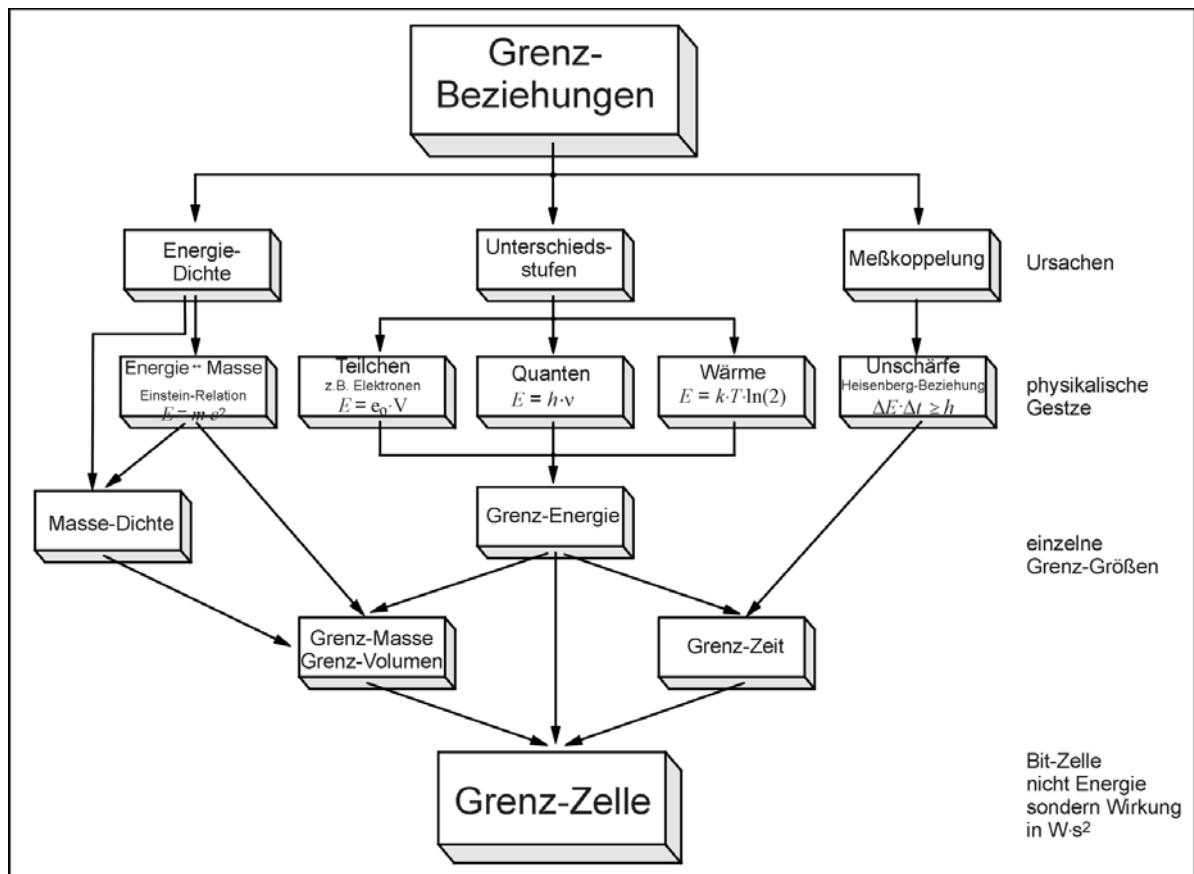 Grenz-
Beziehungen
Energie-
Dichte
Unterschieds-
stufen
Meßkoppelung
Ursachen
Energie ↔ Masse
Einstein-Relation
E = m·c²
Teilchen
z.B. Elektronen
E = e₀·V
Quanten
E = h·ν
Wärme
E = k·T·ln(2)
Unschärfe
Heisenberg-Beziehung
ΔE·Δt ≥ h
physikalische
Gestze
Masse-Dichte
Grenz-Energie
einzelne
Grenz-Größen
Grenz-Masse
Grenz-Volumen
Grenz-Zeit
Grenz-Zelle
Bit-Zelle
nicht Energie
sondern Wirkung
in W·s²